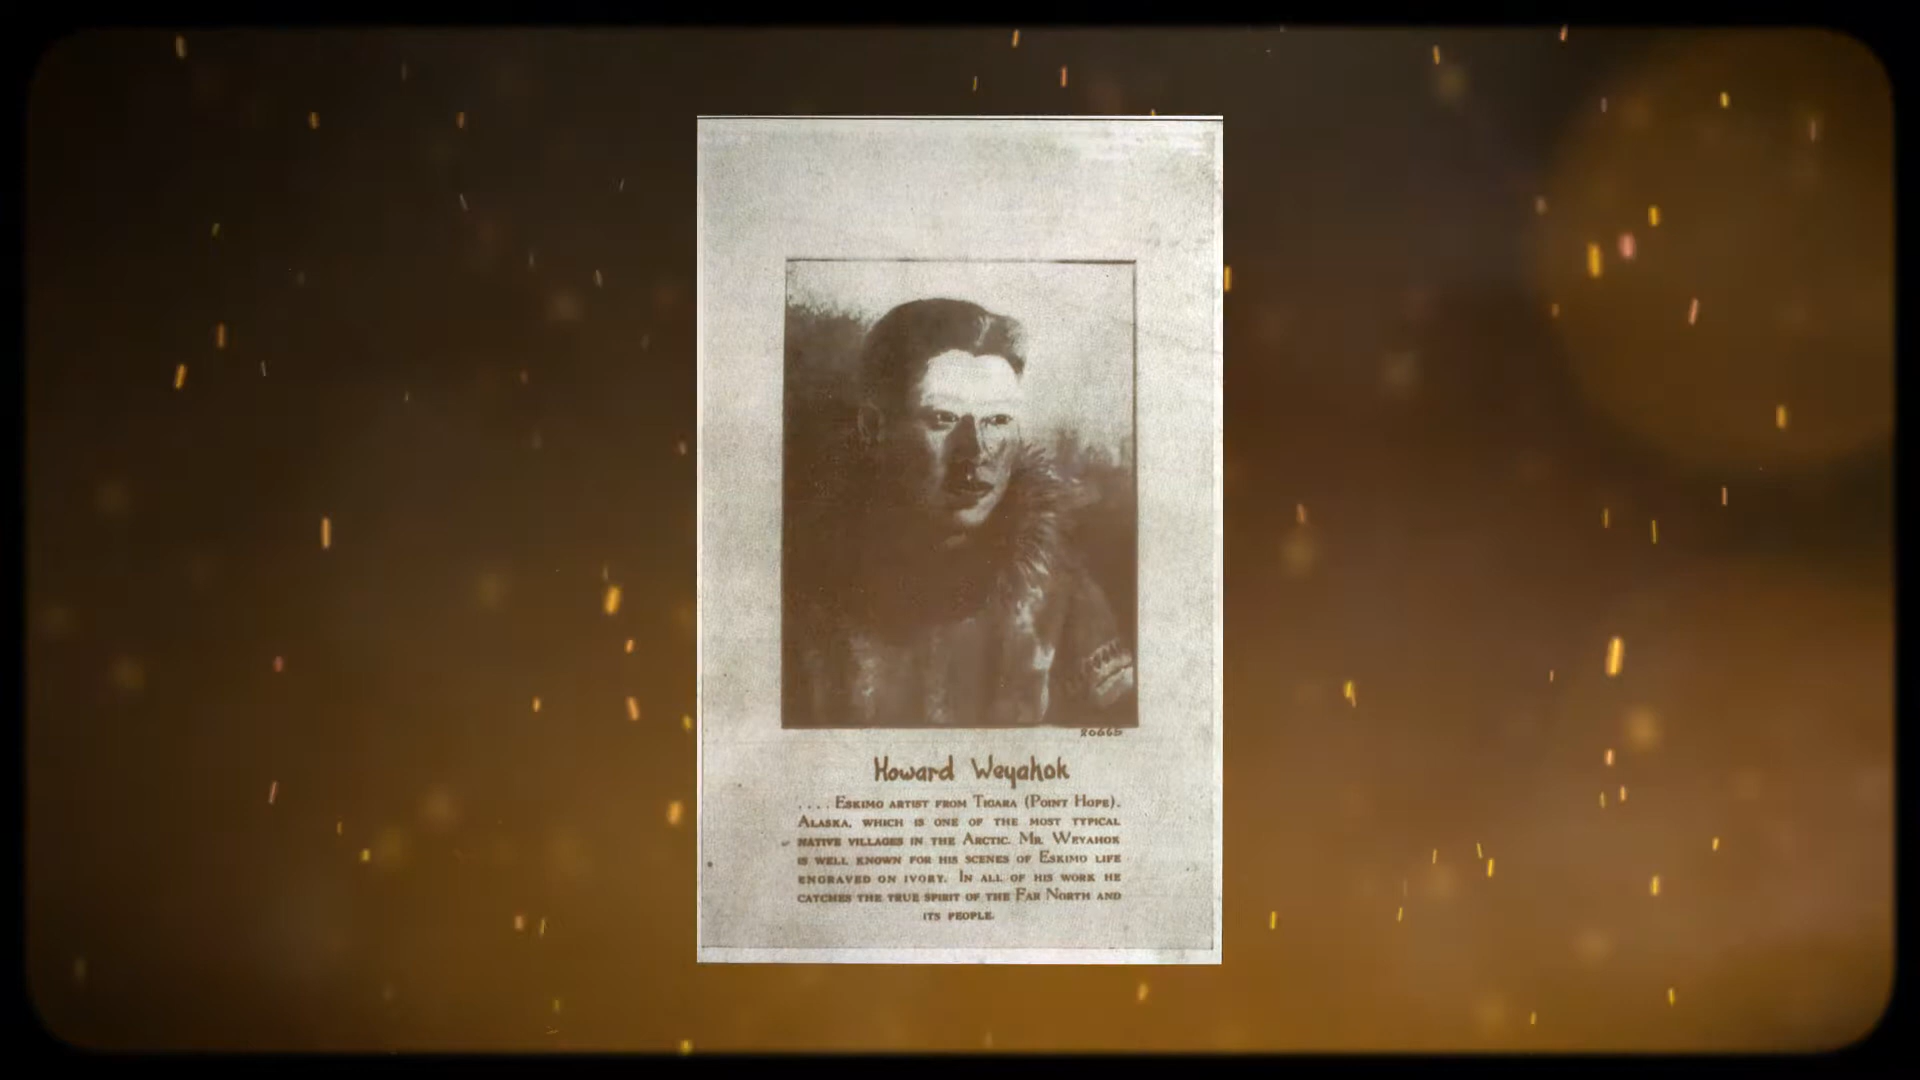 20665
Howard Weyahok
.... Eskimo artist from Tigara (Point Hope),
Alaska, which is one of the most typical
native villages in the Arctic. Mr. Weyahok
is well known for his scenes of Eskimo life
engraved on ivory. In all of his work he
catches the true spirit of the Far North and
its people.